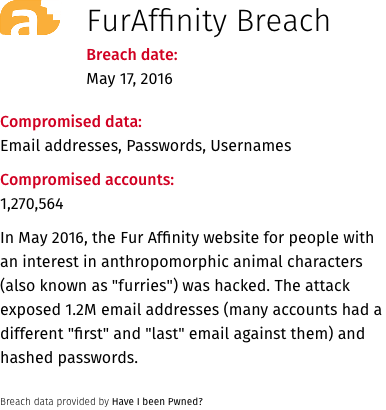 a
FurAffinity Breach
Breach date:
May 17, 2016
Compromised data:
Email addresses, Passwords, Usernames
Compromised accounts:
1,270,564
In May 2016, the Fur Affinity website for people with
an interest in anthropomorphic animal characters
(also known as "furries") was hacked. The attack
exposed 1.2M email addresses (many accounts had a
different "first" and "last" email against them) and
hashed passwords.
Breach data provided by Have I been Pwned?